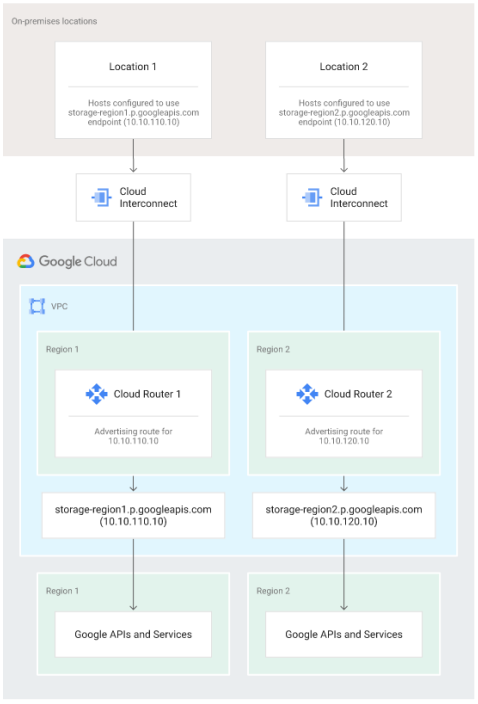 On-premises locations
Location 1
Hosts configured to use
storage-region1.p.googleapis.com
endpoint (10.10.110.10)
Location 2
Hosts configured to use
storage-region2.p.googleapis.com
endpoint (10.10.120.10)
Cloud
Interconnect
Cloud
Interconnect
Google Cloud
VPC
Region 1
Cloud Router 1
Advertising route for
10.10.110.10
Region 2
Cloud Router 2
Advertising route for
10.10.120.10
storage-region1.p.googleapis.com
(10.10.110.10)
storage-region2.p.googleapis.com
(10.10.120.10)
Region 1
Google APIs and Services
Region 2
Google APIs and Services